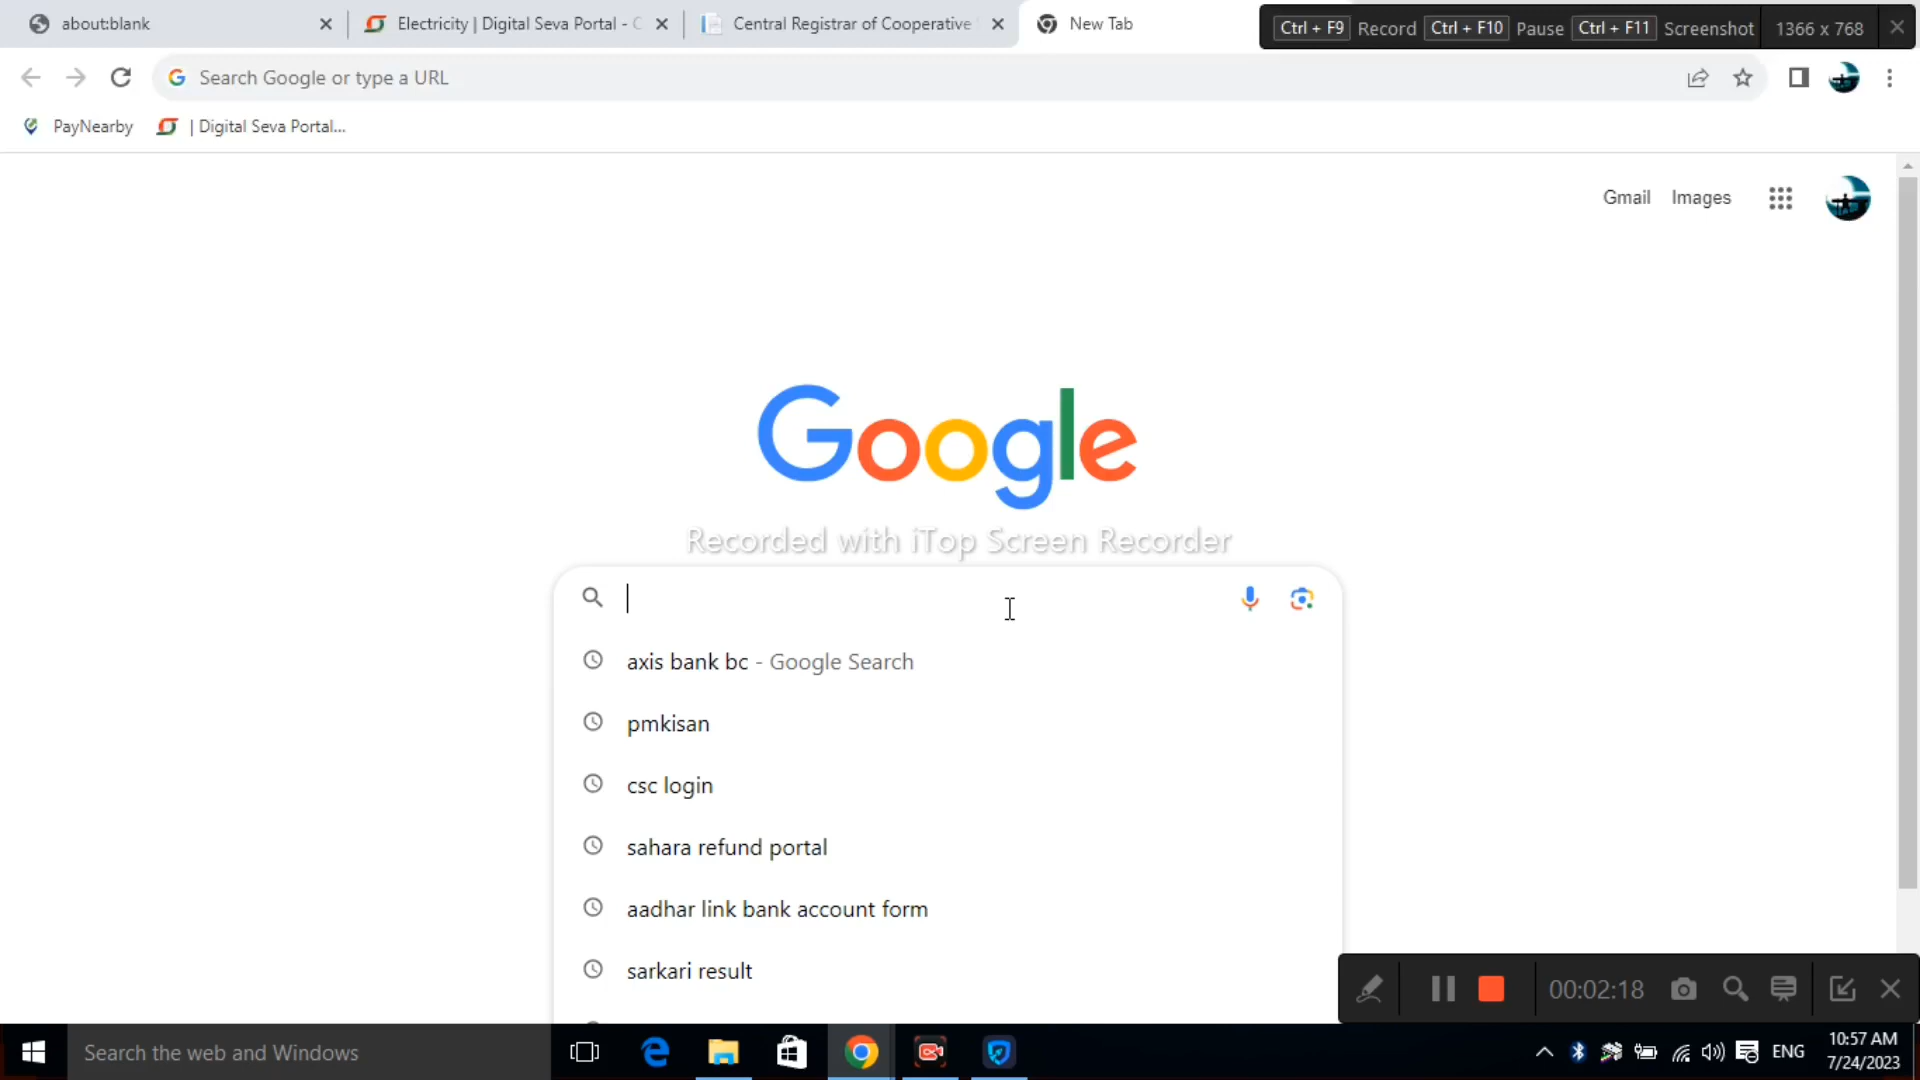 about:blank
Electricity | Digital Seva Portal - C
Central Registrar of Cooperative
New Tab
Ctrl + F9 Record Ctrl + F10 Pause Ctrl + F11 Screenshot 1366 x 768
Search Google or type a URL
PayNearby
| Digital Seva Portal...
Gmail Images
Google
Recorded with iTop Screen Recorder
axis bank bc - Google Search
pmkisan
csc login
sahara refund portal
aadhar link bank account form
sarkari result
00:02:18
Search the web and Windows
ENG
10:57 AM
7/24/2023